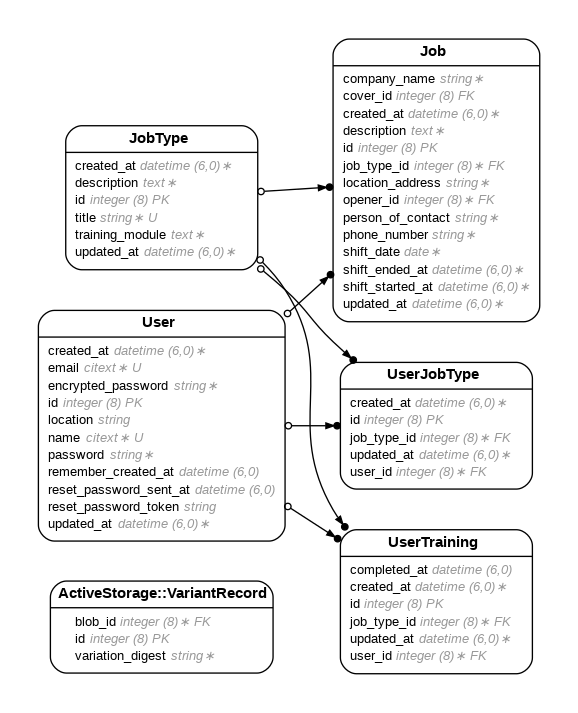 Job
company_name string∗
cover_id integer (8) FK
created_at datetime (6,0)∗
description text∗
id integer (8) PK
job_type_id integer (8)∗ FK
location_address string∗
opener_id integer (8)∗ FK
person_of_contact string∗
phone_number string∗
shift_date date∗
shift_ended_at datetime (6,0)∗
shift_started_at datetime (6,0)∗
updated_at datetime (6,0)∗
JobType
created_at datetime (6,0)∗
description text∗
id integer (8) PK
title string∗ U
training_module text∗
updated_at datetime (6,0)∗
User
created_at datetime (6,0)∗
email citext∗ U
encrypted_password string∗
id integer (8) PK
location string
name citext∗ U
password string∗
remember_created_at datetime (6,0)
reset_password_sent_at datetime (6,0)
reset_password_token string
updated_at datetime (6,0)∗
UserJobType
created_at datetime (6,0)∗
id integer (8) PK
job_type_id integer (8)∗ FK
updated_at datetime (6,0)∗
user_id integer (8)∗ FK
UserTraining
completed_at datetime (6,0)
created_at datetime (6,0)∗
id integer (8) PK
job_type_id integer (8)∗ FK
updated_at datetime (6,0)∗
user_id integer (8)∗ FK
ActiveStorage::VariantRecord
blob_id integer (8)∗ FK
id integer (8) PK
variation_digest string∗